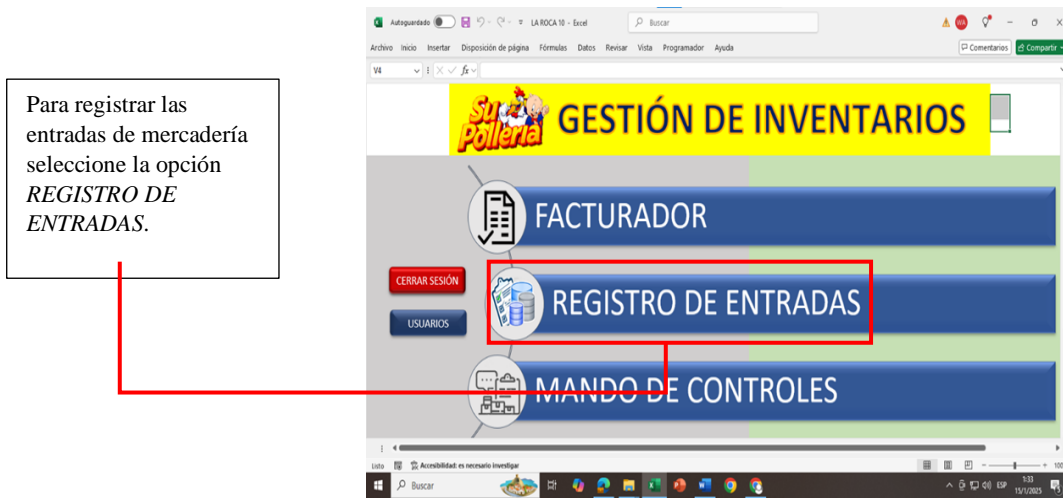 Para registrar las
entradas de mercadería
seleccione la opción
REGISTRO DE
ENTRADAS.
Autoguardado
LA ROCA 10 - Excel
Buscar
WA
Archivo Inicio Insertar Disposición de página Fórmulas Datos Revisar Vista Programador Ayuda
Comentarios
Compartir
V4
fx
Su Pollería
GESTIÓN DE INVENTARIOS
FACTURADOR
CERRAR SESIÓN
REGISTRO DE ENTRADAS
USUARIOS
MANDO DE CONTROLES
Listo
Accesibilidad: es necesario investigar
100
Buscar
ESP
1:33
15/1/2025